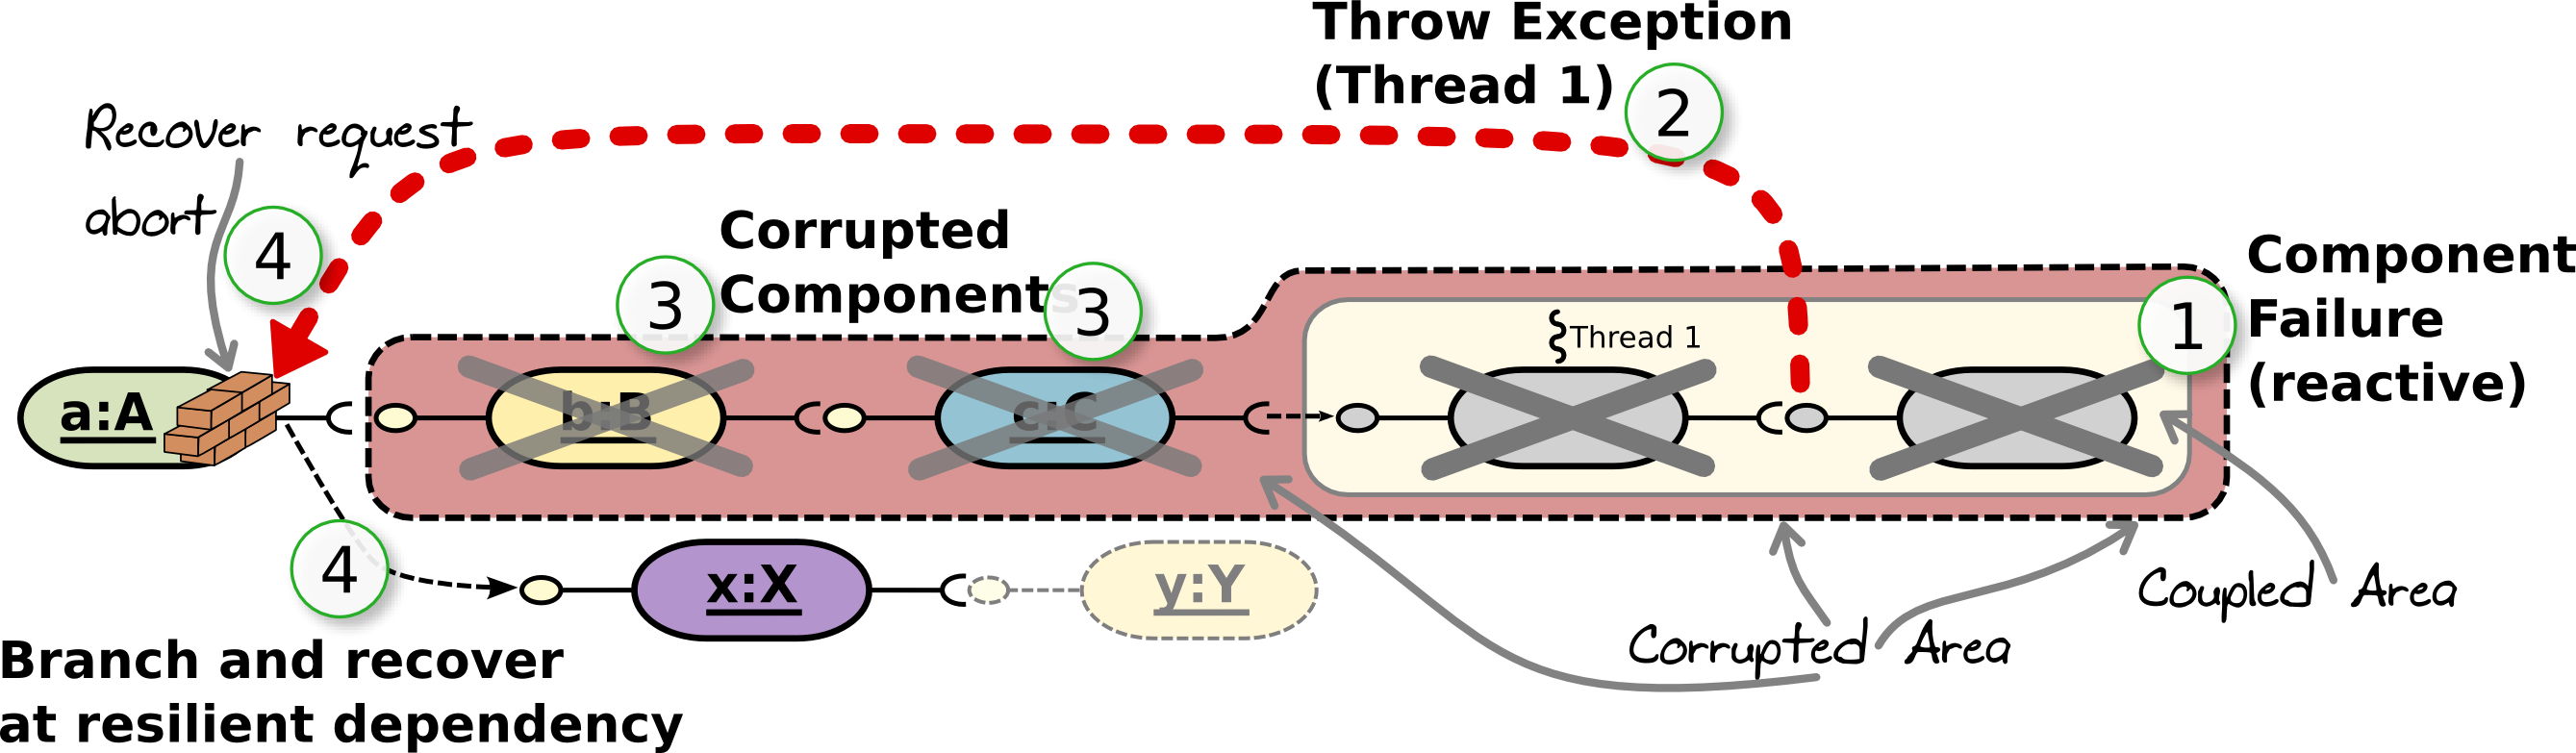 Throw Exception
(Thread 1)
2
Recover request
abort
4
Corrupted
Components
3
3
Component
Failure
(reactive)
1
Thread 1
a:A
b:B
c:C
4
x:X
y:Y
Coupled Area
Corrupted Area
Branch and recover
at resilient dependency